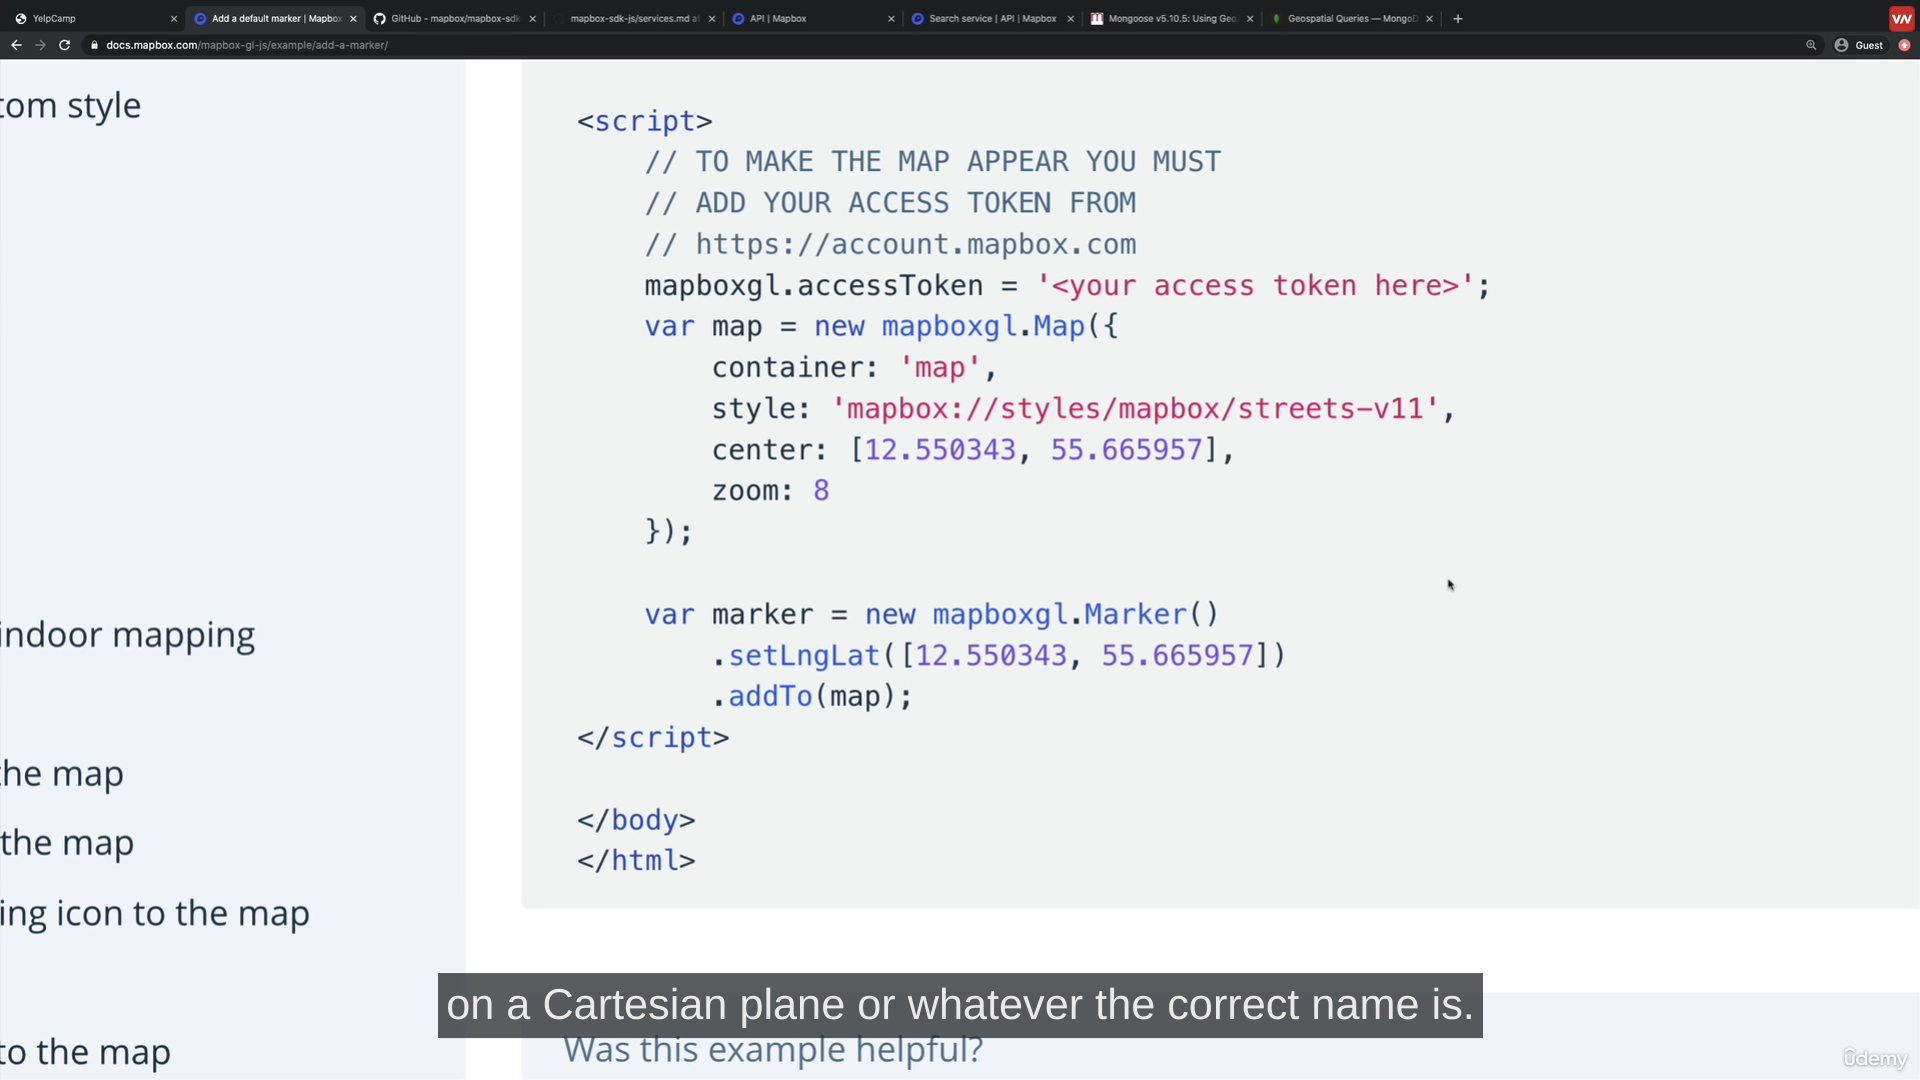 YelpCamp
Add a default marker | Mapbox
GitHub - mapbox/mapbox-sdk
mapbox-sdk-js/services.md at
API | Mapbox
Search service | API | Mapbox
Mongoose v5.10.5: Using Geo
Geospatial Queries — MongoD
docs.mapbox.com/mapbox-gl-js/example/add-a-marker/
Guest
tom style
indoor mapping
the map
the map
ing icon to the map
to the map
<script>
// TO MAKE THE MAP APPEAR YOU MUST
// ADD YOUR ACCESS TOKEN FROM
// https://account.mapbox.com
mapboxgl.accessToken = '<your access token here>';
var map = new mapboxgl.Map({
container: 'map',
style: 'mapbox://styles/mapbox/streets-v11',
center: [12.550343, 55.665957],
zoom: 8
});
var marker = new mapboxgl.Marker()
.setLngLat([12.550343, 55.665957])
.addTo(map);
</script>
</body>
</html>
on a Cartesian plane or whatever the correct name is.
Was this example helpful?
ûdemy